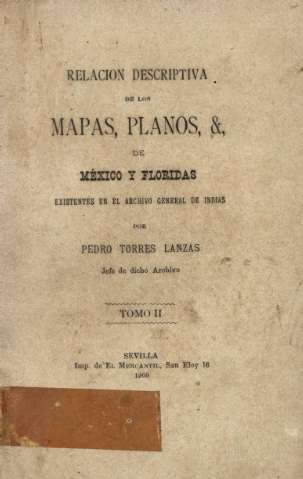 RELACION DESCRIPTIVA
DE LOS
MAPAS, PLANOS, &,
DE
MÉXICO Y FLORIDAS
EXISTENTES EN EL ARCHIVO GENERAL DE INDIAS
POR
PEDRO TORRES LANZAS
Jefe de dicho Archivo
TOMO II
SEVILLA
Imp. de EL MERCANTIL, San Eloy 16
1900